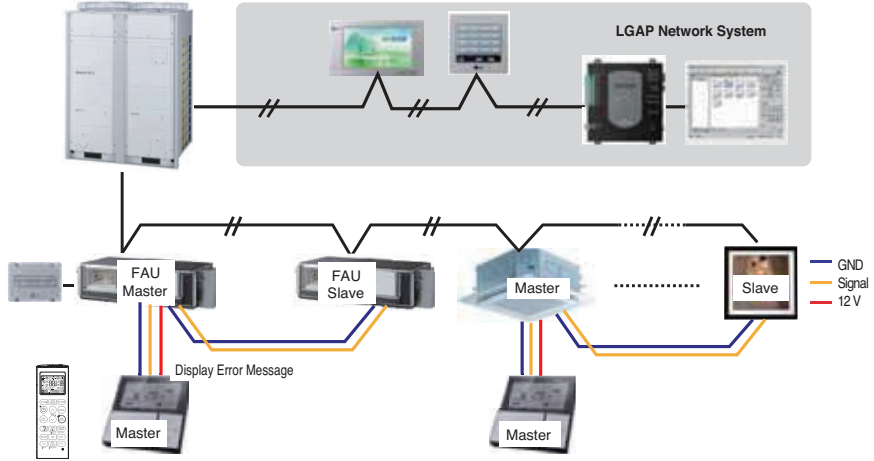 LGAP Network System
FAU
Master
FAU
Slave
Master
Slave
GND
Signal
12 V
Display Error Message
Master
Master